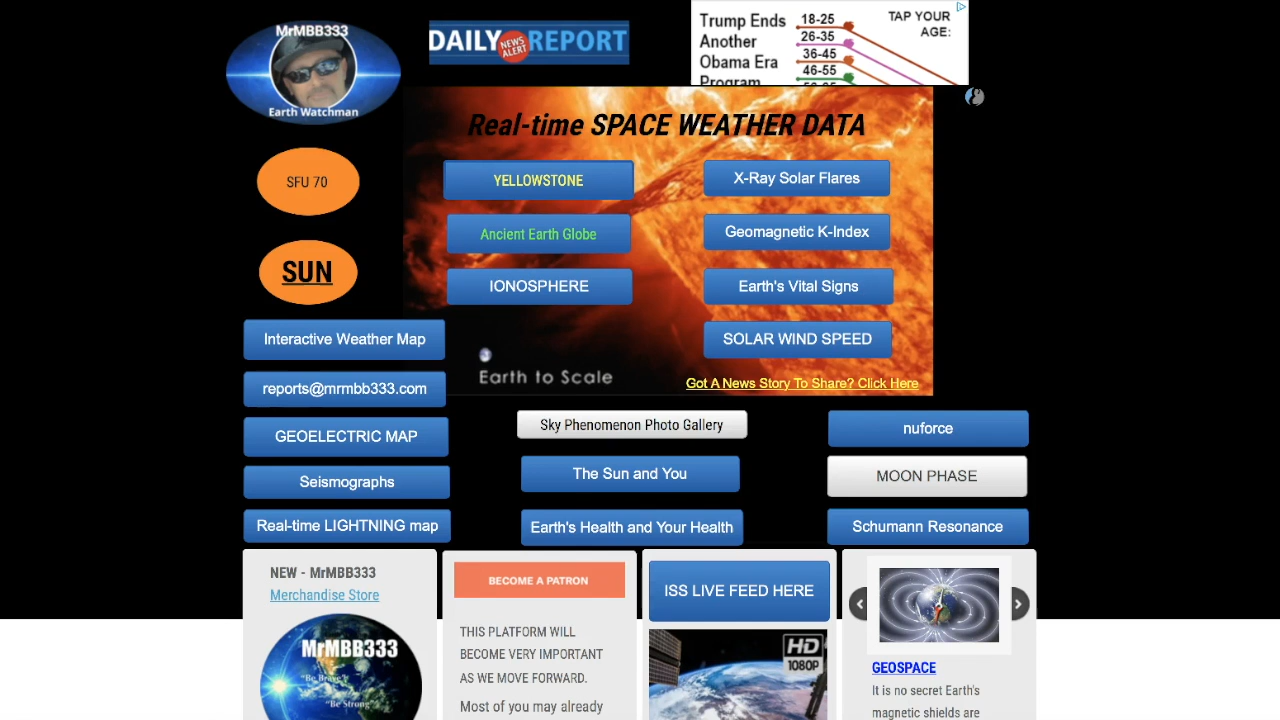 MrMBB333
Earth Watchman
DAILY NEWS ALERT REPORT
Trump Ends
Another
Obama Era
Program
18-25
26-35
36-45
46-55
TAP YOUR
AGE:
Real-time SPACE WEATHER DATA
SFU 70
SUN
YELLOWSTONE
X-Ray Solar Flares
Ancient Earth Globe
Geomagnetic K-Index
IONOSPHERE
Earth's Vital Signs
SOLAR WIND SPEED
Earth to Scale
Got A News Story To Share? Click Here
Interactive Weather Map
reports@mrmbb333.com
GEOELECTRIC MAP
Seismographs
Real-time LIGHTNING map
Sky Phenomenon Photo Gallery
The Sun and You
Earth's Health and Your Health
nuforce
MOON PHASE
Schumann Resonance
NEW - MrMBB333
Merchandise Store
MrMBB333
"Be Brave"
"Be Strong"
BECOME A PATRON
THIS PLATFORM WILL
BECOME VERY IMPORTANT
AS WE MOVE FORWARD.
Most of you may already
ISS LIVE FEED HERE
HD
1080P
GEOSPACE
It is no secret Earth's
magnetic shields are